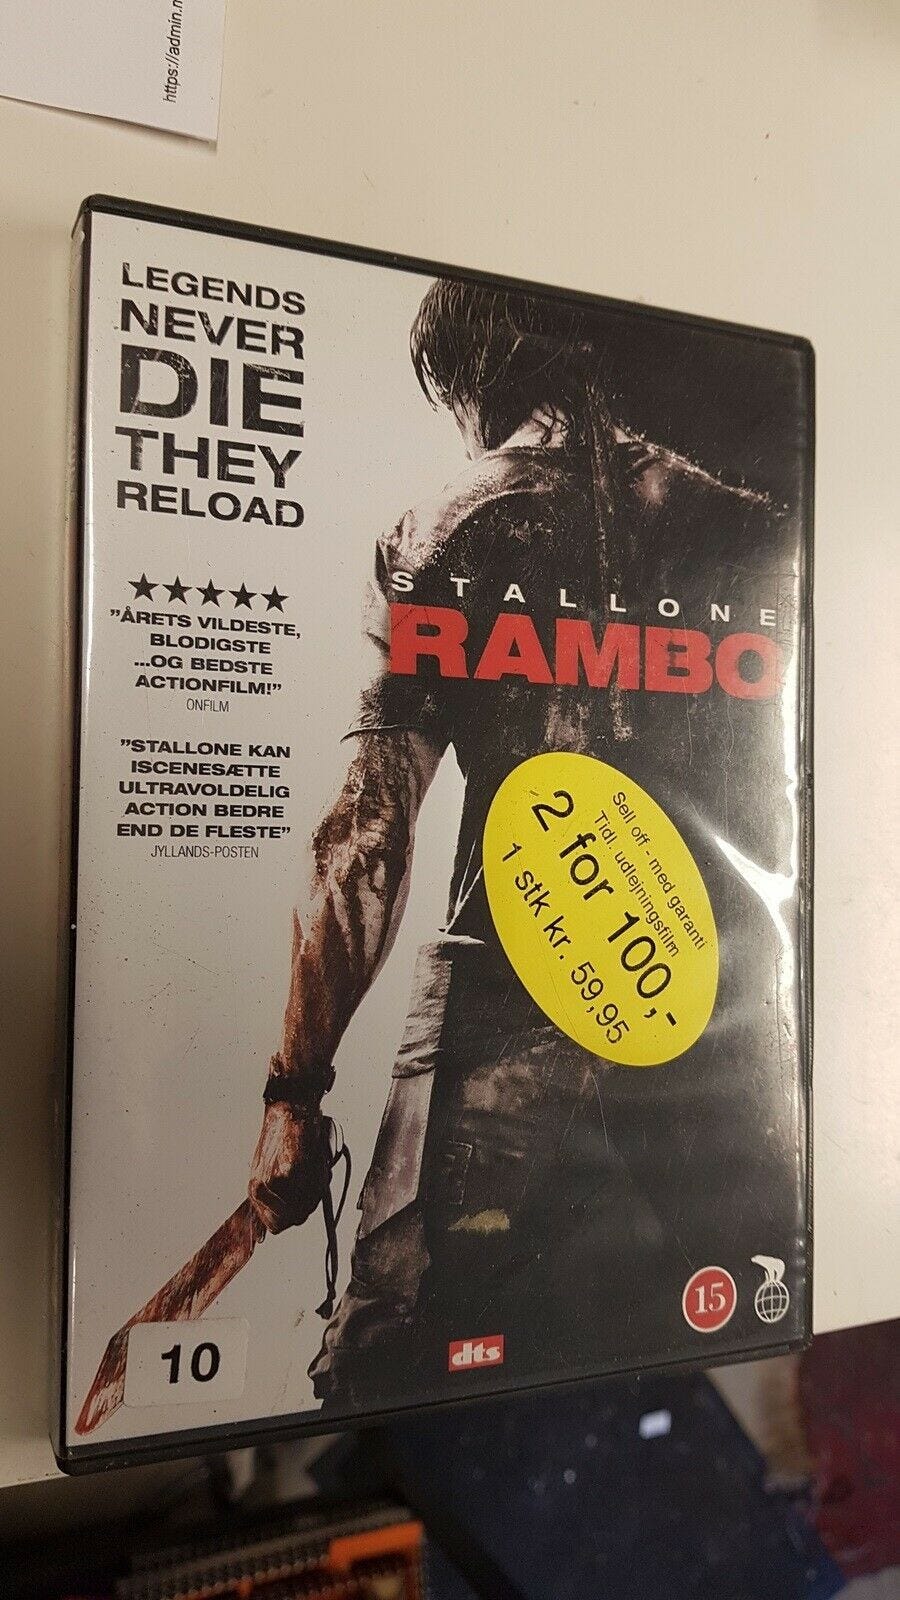 https://admin.n
LEGENDS
NEVER
DIE
THEY
RELOAD
"ÅRETS VILDESTE,
BLODIGSTE
...OG BEDSTE
ACTIONFILM!"
ONFILM
"STALLONE KAN
ISCENESÆTTE
ULTRAVOLDELIG
ACTION BEDRE
END DE FLESTE"
JYLLANDS-POSTEN
STALLONE
RAMBO
Sell off - med garanti
Tidl. udlejningsfilm
2 for 100,-
1 stk kr. 59,95
15
dts
10